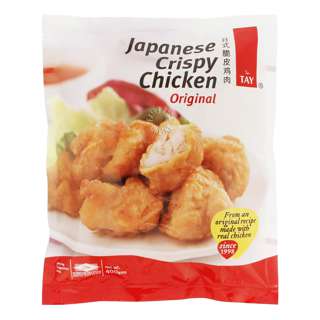 Japanese
Crispy
Chicken
Original
日式脆皮鸡肉
TAY
®
From an
original recipe
made with
real chicken
since
1998